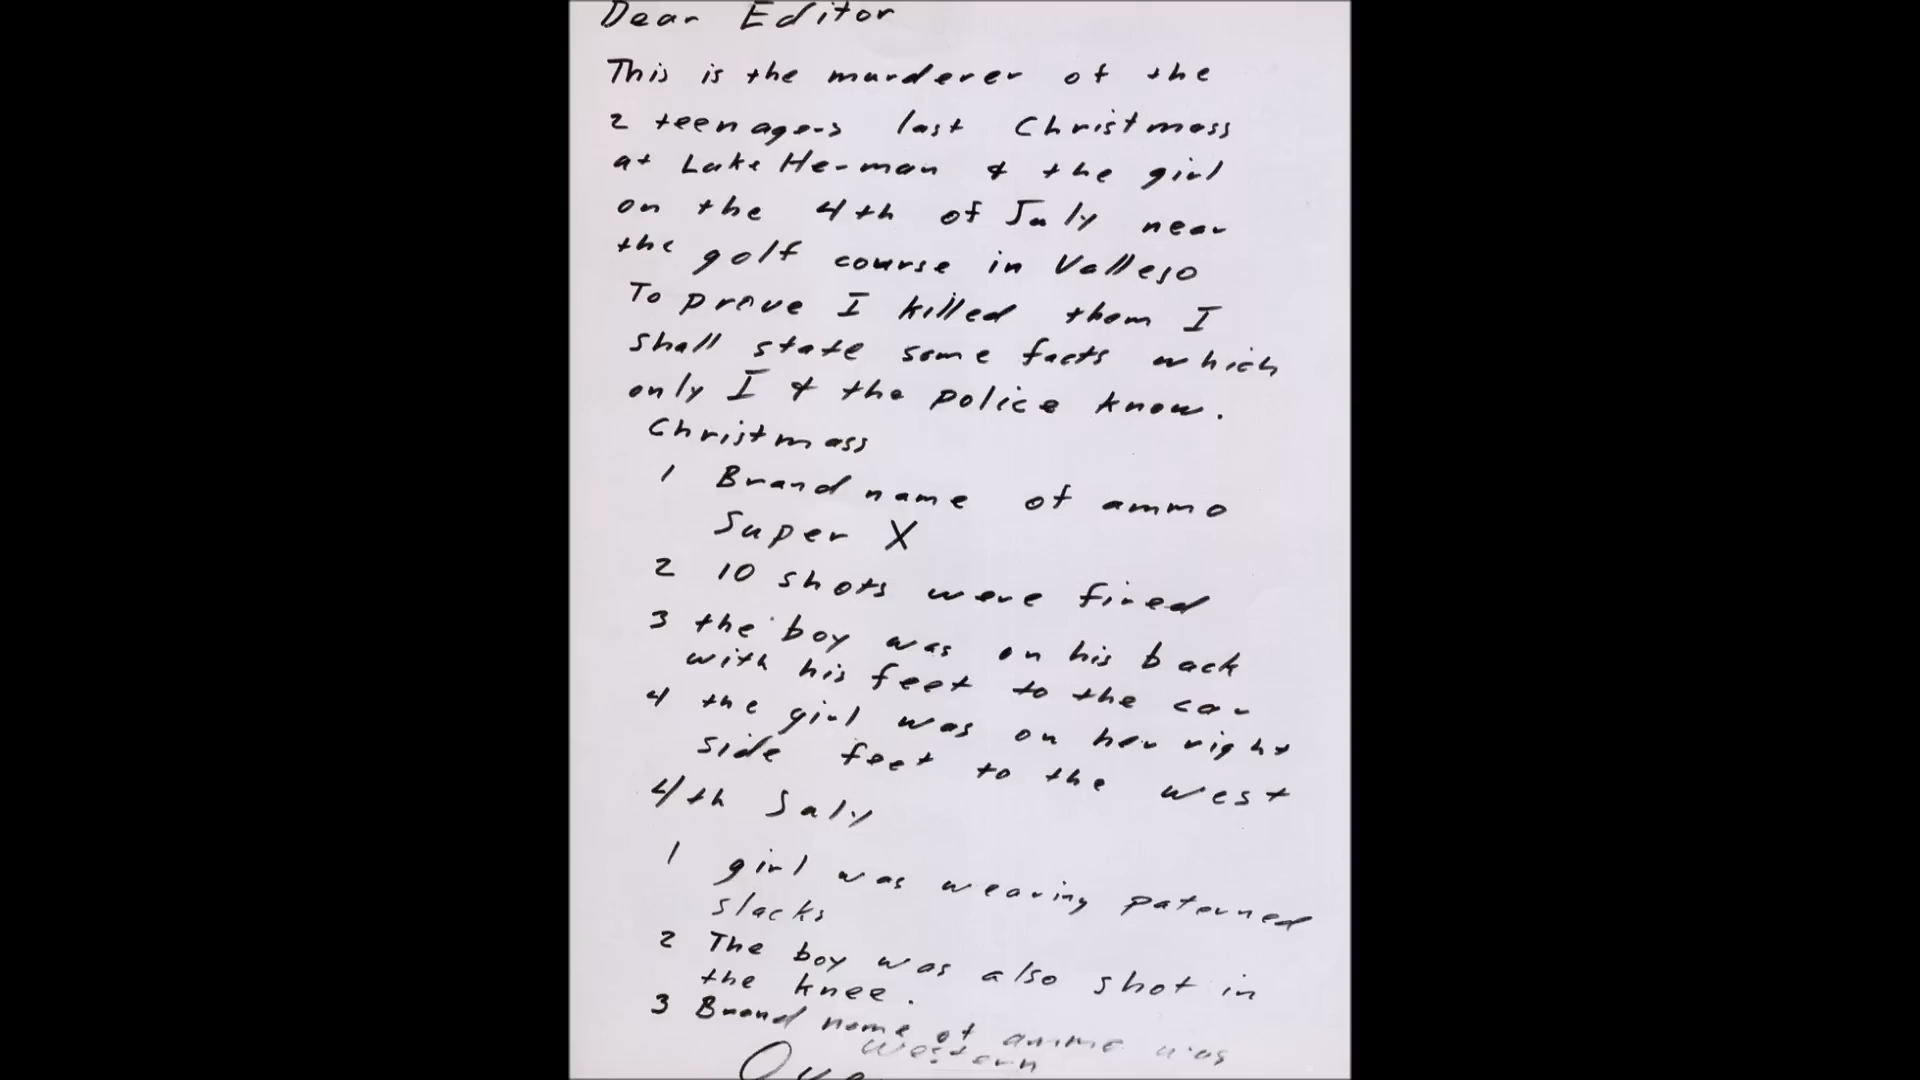 Dear Editor
This is the murderer of the
2 teenagers last Christmass
at Lake Herman & the girl
on the 4th of July near
the golf course in Vallejo
To prove I killed them I
shall state some facts which
only I & the police know.
Christmass
1 Brand name of ammo
Super X
2 10 shots were fired
3 the boy was on his back
with his feet to the car
4 the girl was on her right
side feet to the west
4th July
1 girl was wearing paterned
slacks
2 The boy was also shot in
the knee.
3 Brand name of ammo was
Western
Over